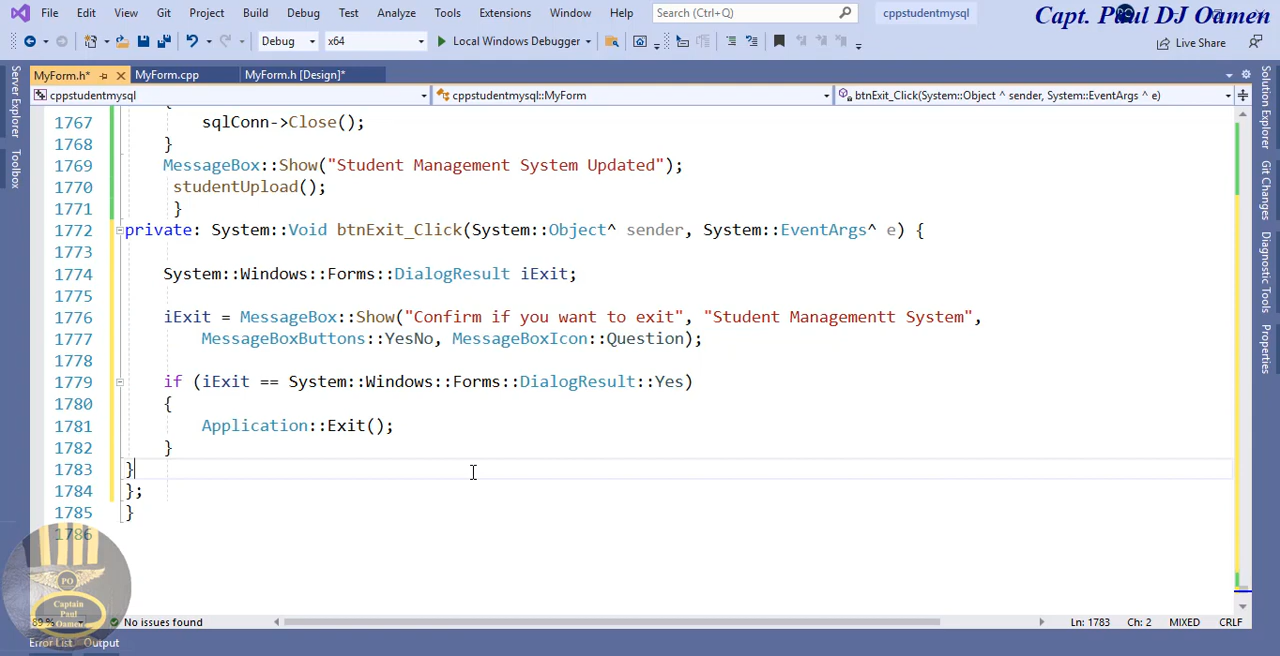 File Edit View Git Project Build Debug Test Analyze Tools Extensions Window Help Search (Ctrl+Q) cppstudentmysql Capt. Paul DJ Oamen
Debug x64 Local Windows Debugger Live Share
MyForm.h* MyForm.cpp MyForm.h [Design]*
cppstudentmysql cppstudentmysql::MyForm btnExit_Click(System::Object ^ sender, System::EventArgs ^ e)
Server Explorer
Toolbox
{
1767 sqlConn->Close();
1768 }
1769 MessageBox::Show("Student Management System Updated");
1770 studentUpload();
1771 }
1772 private: System::Void btnExit_Click(System::Object^ sender, System::EventArgs^ e) {
1773
1774 System::Windows::Forms::DialogResult iExit;
1775
1776 iExit = MessageBox::Show("Confirm if you want to exit", "Student Managementt System",
1777 MessageBoxButtons::YesNo, MessageBoxIcon::Question);
1778
1779 if (iExit == System::Windows::Forms::DialogResult::Yes)
1780 {
1781 Application::Exit();
1782 }
1783 }
1784 };
1785 }
1786
Solution Explorer
Git Changes
Diagnostic Tools
Properties
PO
Captain
Paul
Oamen
89 % No issues found Ln: 1783 Ch: 2 MIXED CRLF
Error List Output